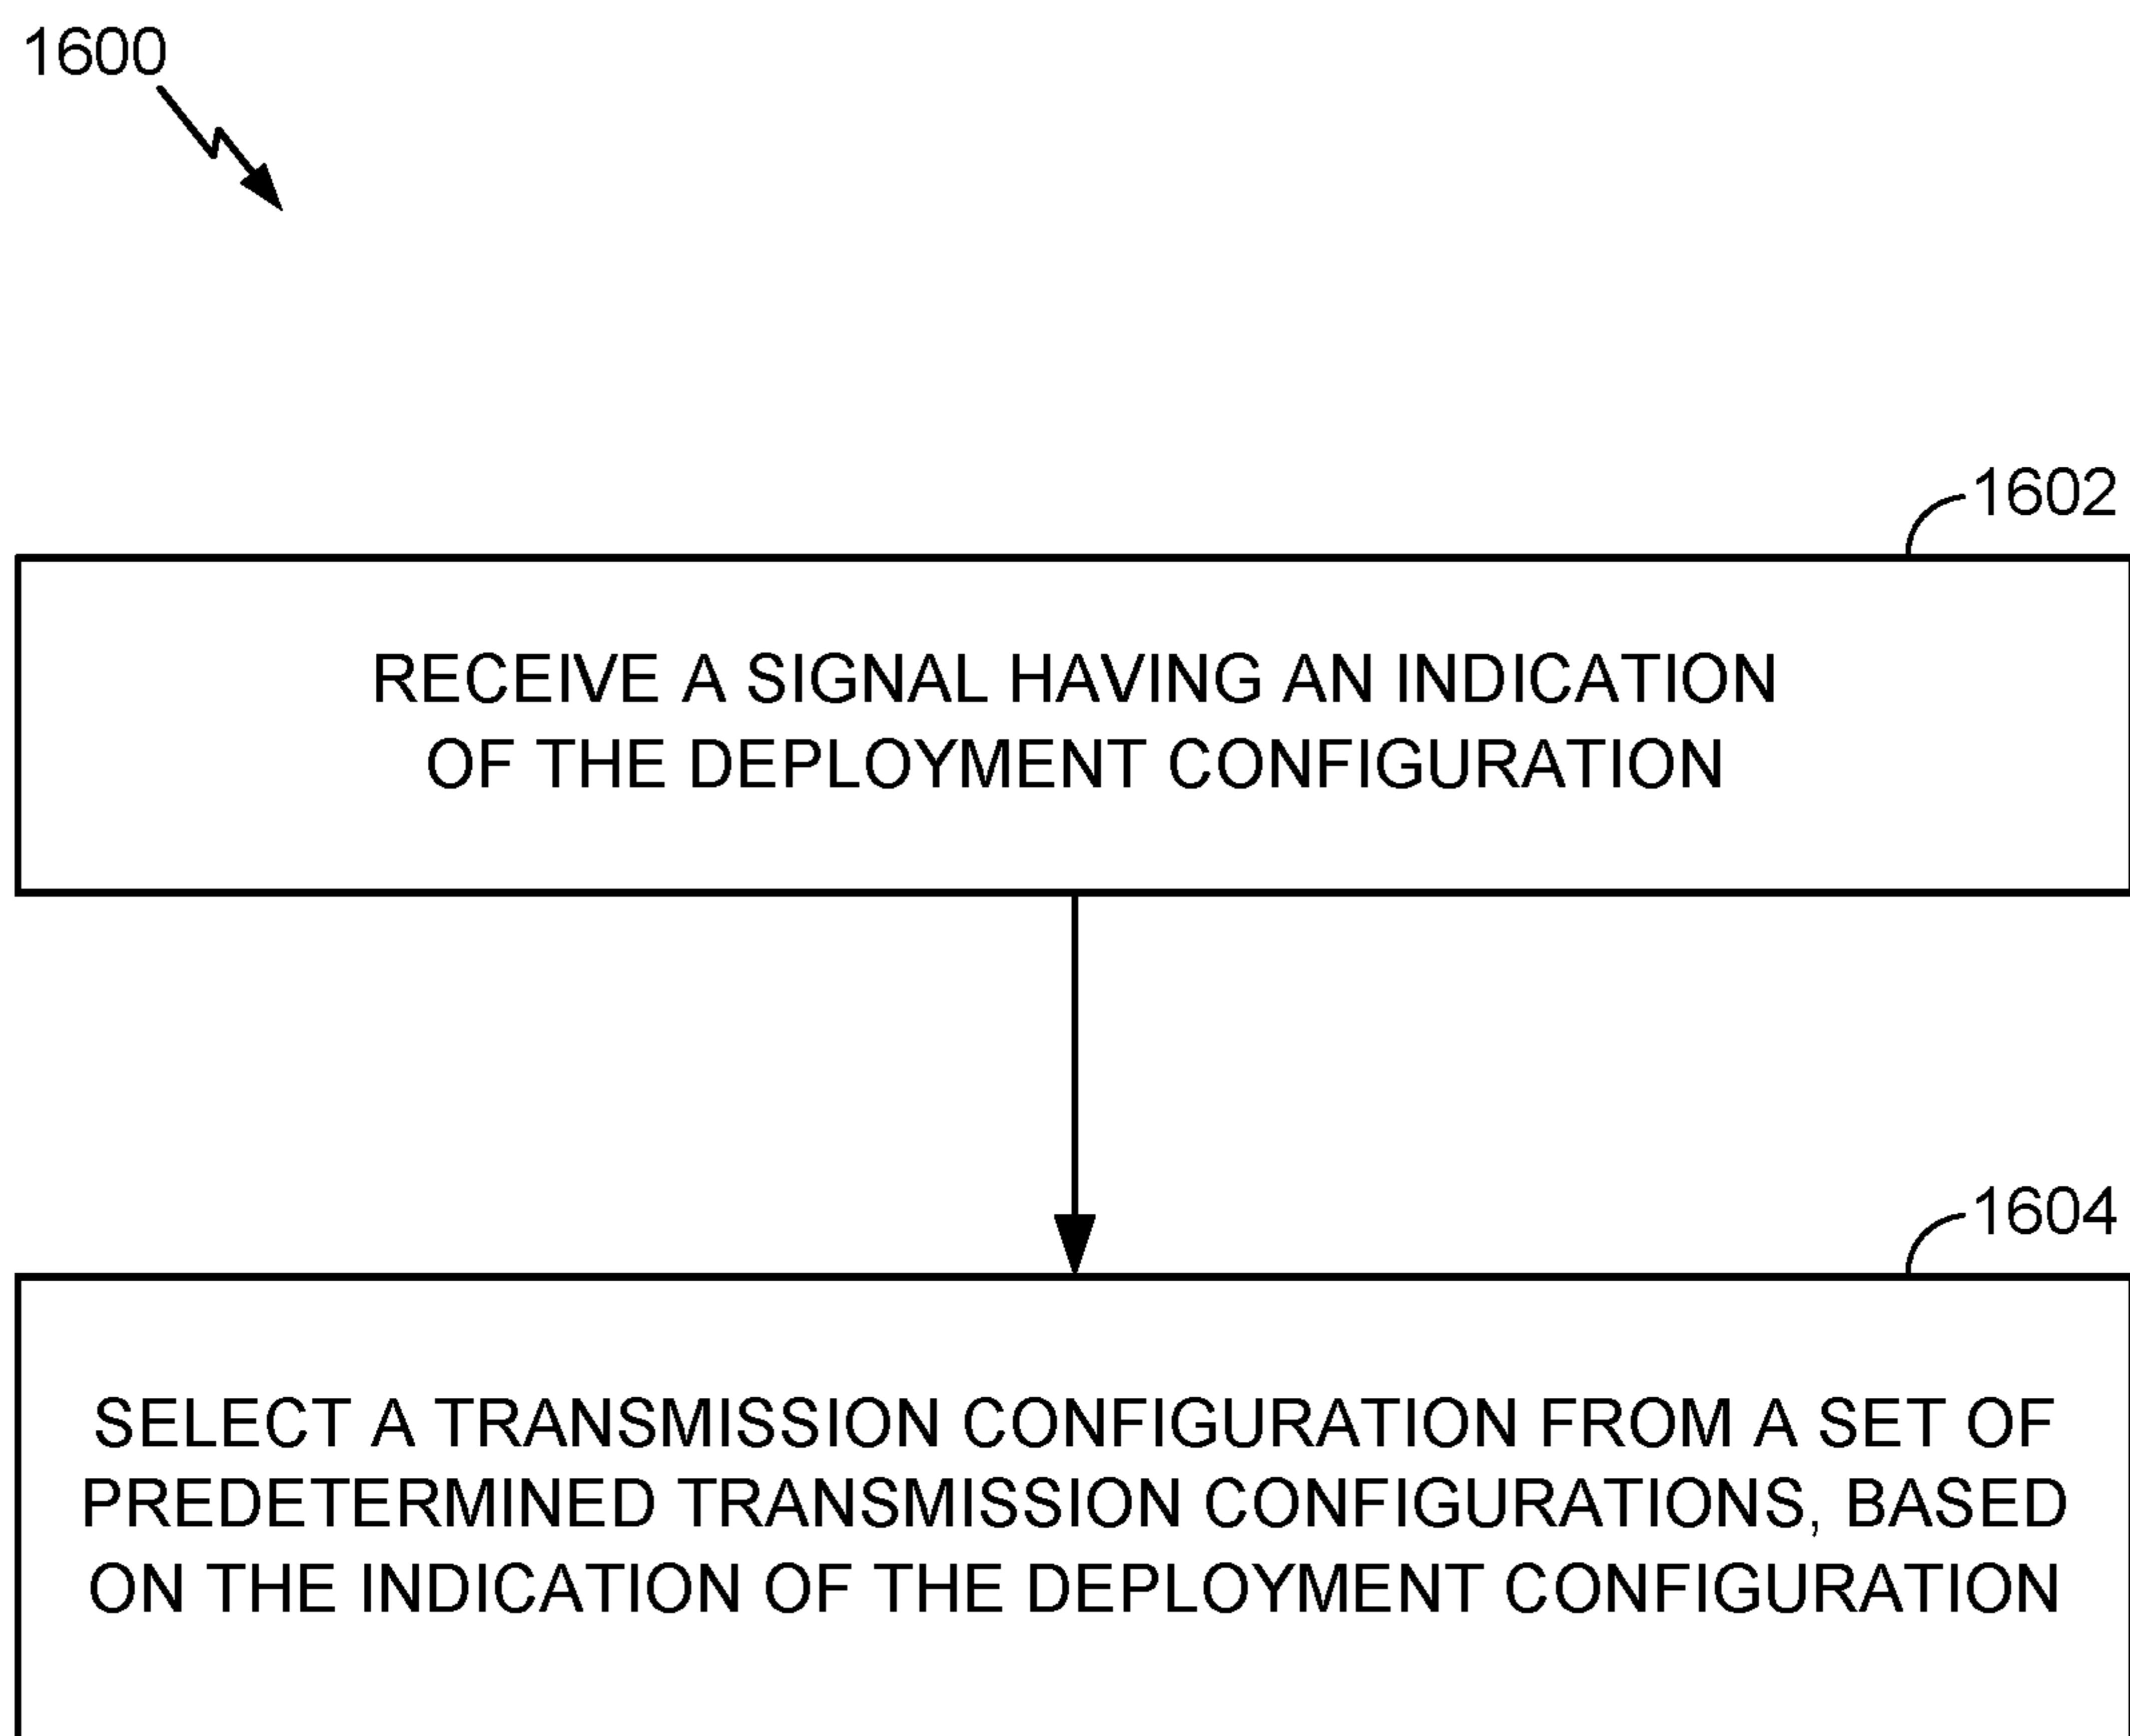 1600
1602
RECEIVE A SIGNAL HAVING AN INDICATION
OF THE DEPLOYMENT CONFIGURATION
1604
SELECT A TRANSMISSION CONFIGURATION FROM A SET OF
PREDETERMINED TRANSMISSION CONFIGURATIONS, BASED
ON THE INDICATION OF THE DEPLOYMENT CONFIGURATION